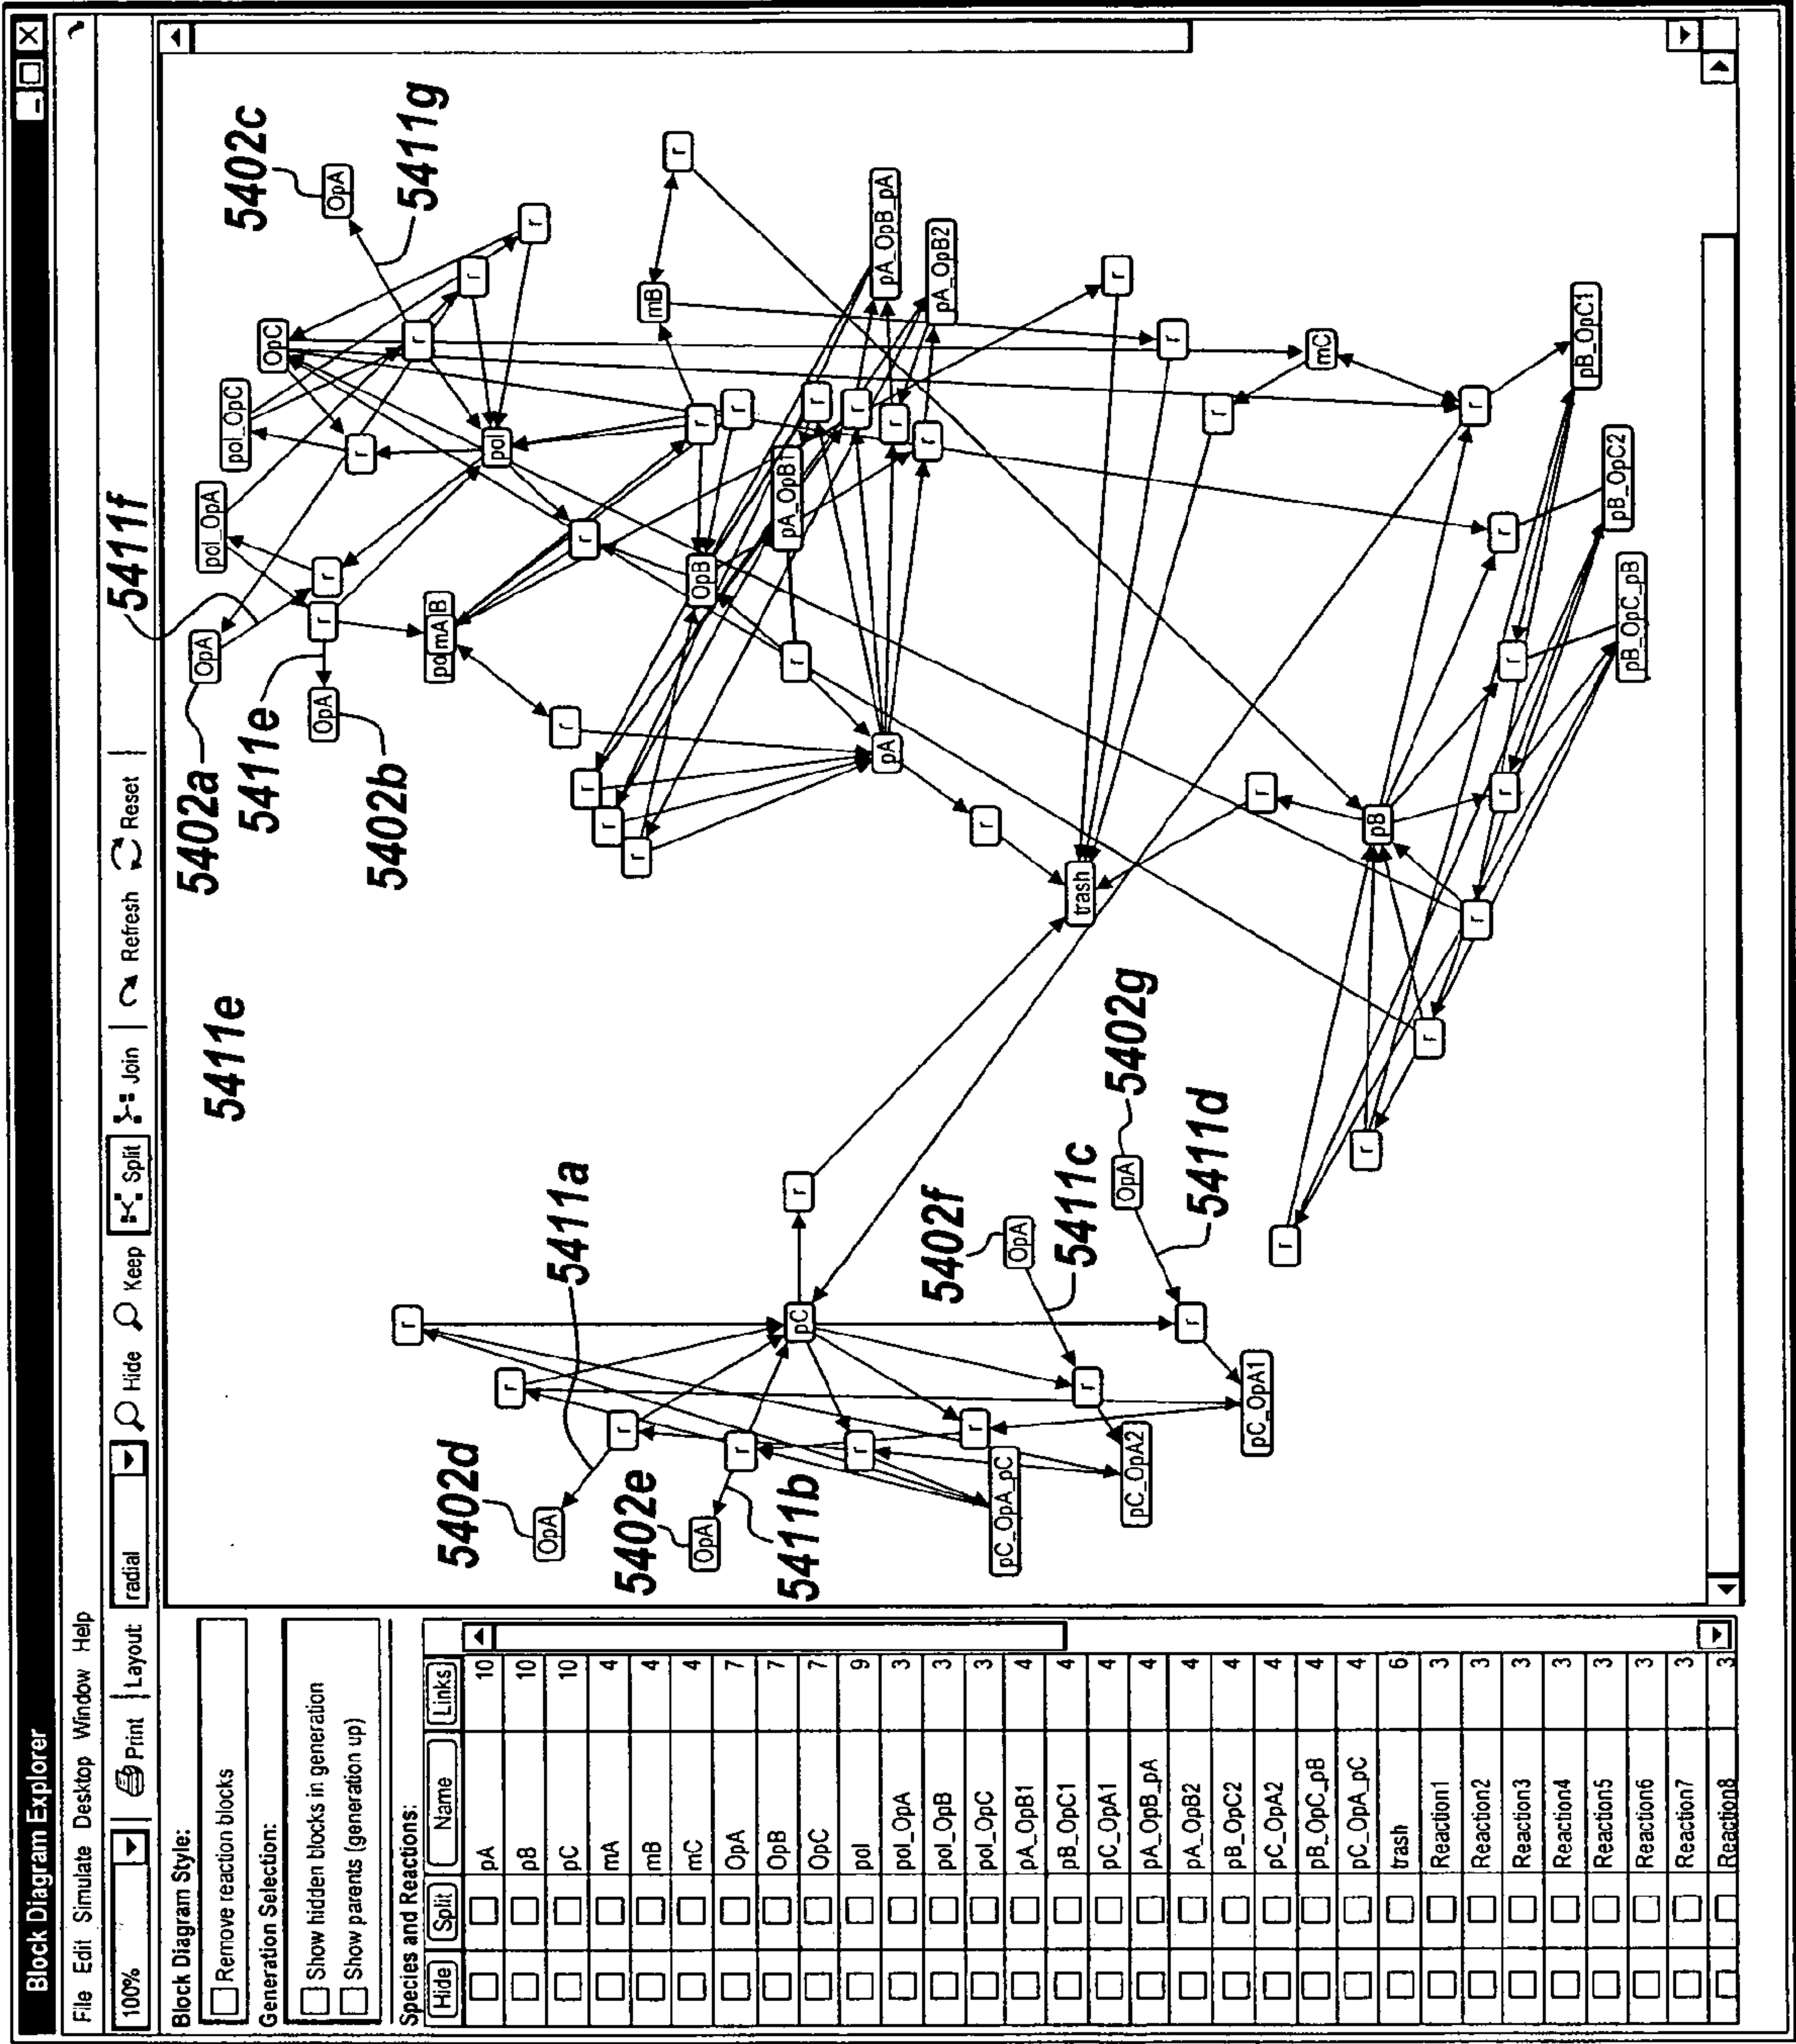 Block Diagram Explorer
File Edit Simulate Desktop Window Help
100% Print Layout: radial Hide Keep Split Join Refresh Reset
Block Diagram Style:
Remove reaction blocks
Generation Selection:
Show hidden blocks in generation
Show parents (generation up)
Species and Reactions:
Hide Split Name Links
pA 10
pB 10
pC 10
mA 4
mB 4
mC 4
OpA 7
OpB 7
OpC 7
pol 9
pol_OpA 3
pol_OpB 3
pol_OpC 3
pA_OpB1 4
pB_OpC1 4
pC_OpA1 4
pA_OpB_pA 4
pA_OpB2 4
pB_OpC2 4
pC_OpA2 4
pB_OpC_pB 4
pC_OpA_pC 4
trash 6
Reaction1 3
Reaction2 3
Reaction3 3
Reaction4 3
Reaction5 3
Reaction6 3
Reaction7 3
Reaction8 3
5402d
OpA
5402e
OpA
5411b
5411a
r
r
r
r
r
r
pC_OpA_pC
pC
r
5402f
OpA
5411c
r
pC_OpA2
5402g
OpA
5411d
r
pC_OpA1
5411e
5402a
OpA
5411e
5402b
OpA
5411f
pol_OpA
r
r
mA
B
pol_OpC
r
OpC
pol
r
r
r
5402c
OpA
5411g
r
r
r
r
r
r
OpB
r
r
mB
r
pA_OpB1
r
r
r
r
pA_OpB_pA
pA_OpB2
r
pA
r
trash
r
r
r
mC
r
pB
r
r
r
r
r
r
r
r
r
pB_OpC1
pB_OpC2
pB_OpC_pB